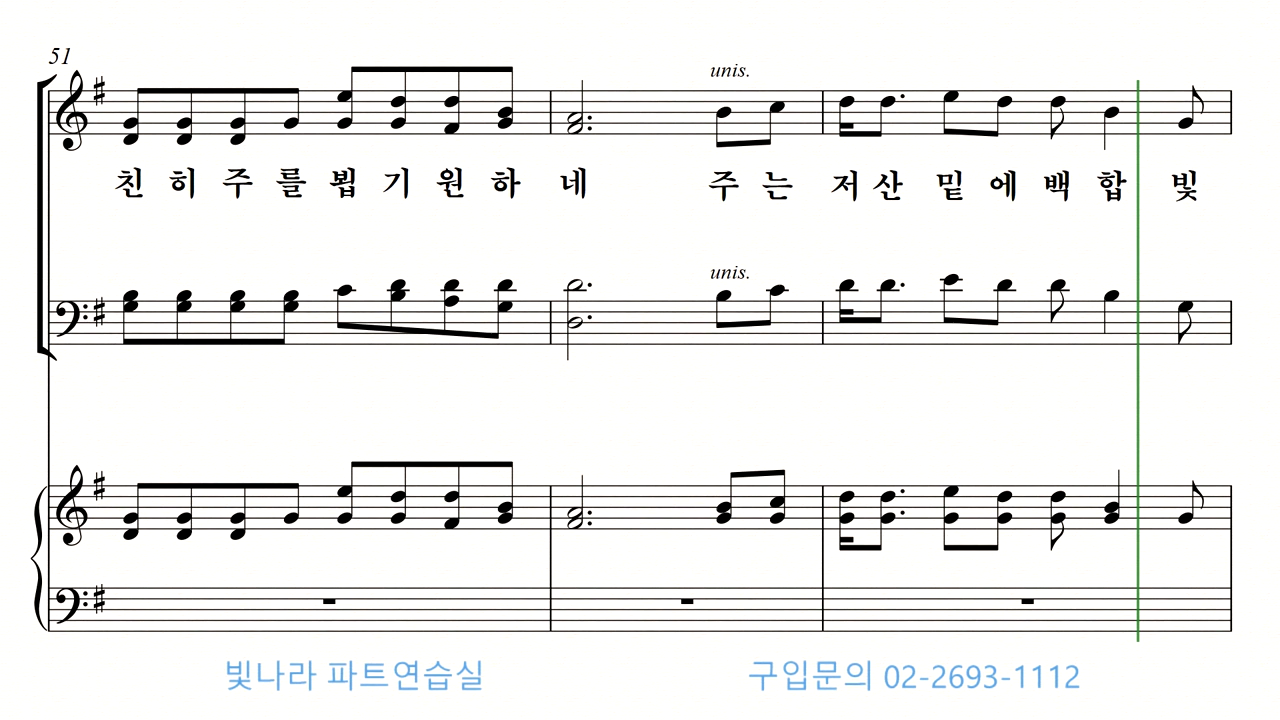 51
unis.
친 히 주 를 뵙 기 원 하 네 주 는 저 산 밑 에 백 합 빛
unis.
빛나라 파트연습실 구입문의 02-2693-1112